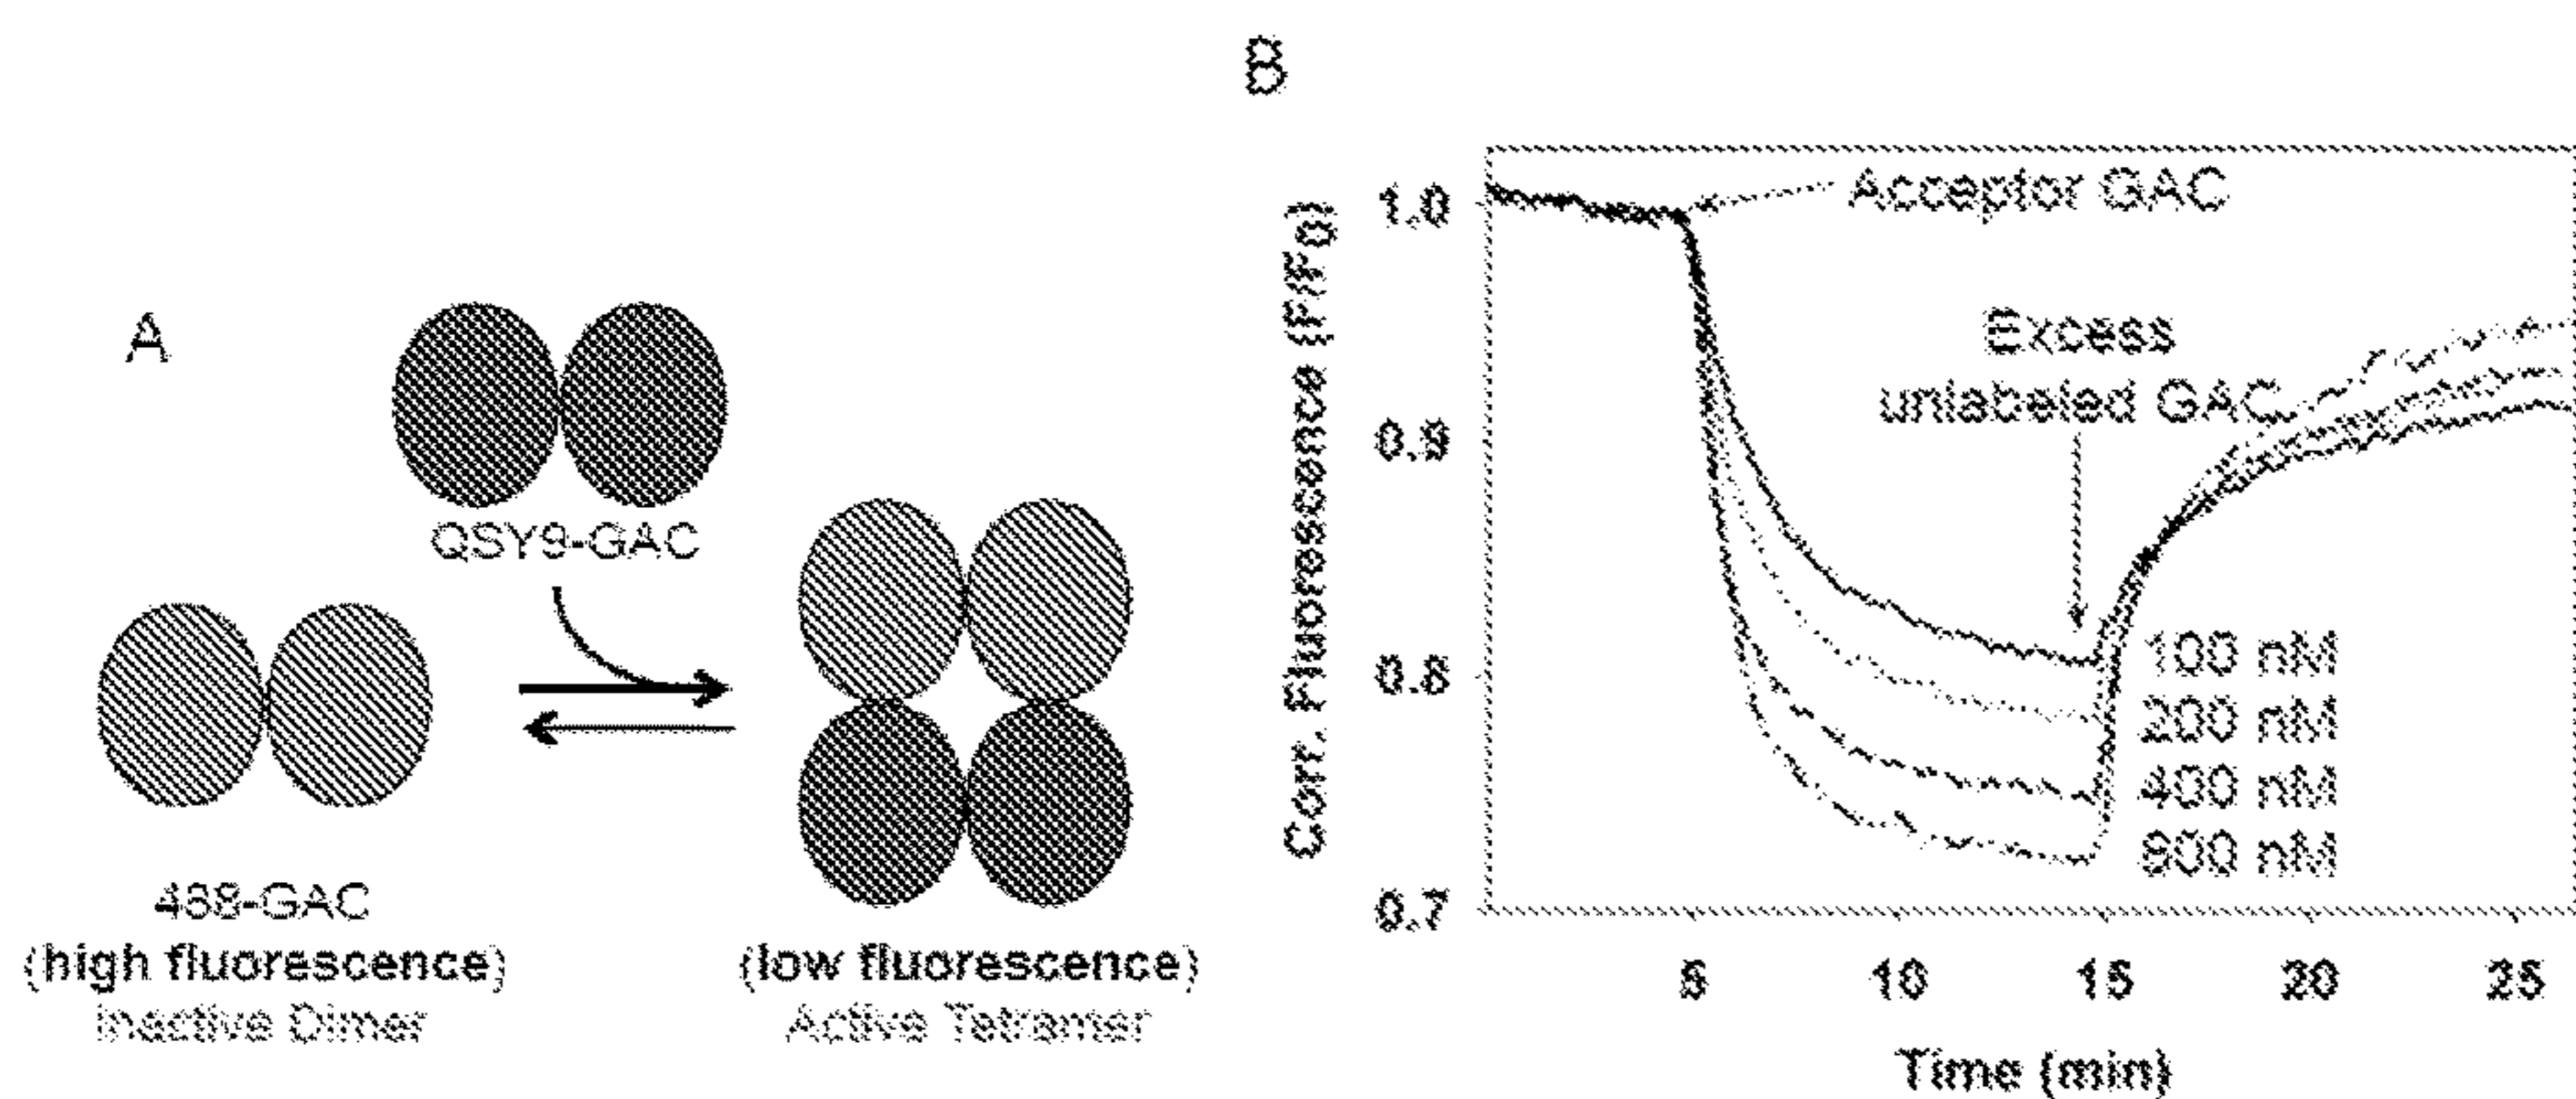 A
QSY9-GAC
488-GAC
(high fluorescence)
Inactive Dimer
(low fluorescence)
Active Tetramer
B
Corr. Fluorescence (F/F0)
1.0
0.9
0.8
0.7
Acceptor GAC
Excess
unlabeled GAC
100 nM
200 nM
400 nM
800 nM
5 10 15 20 25
Time (min)